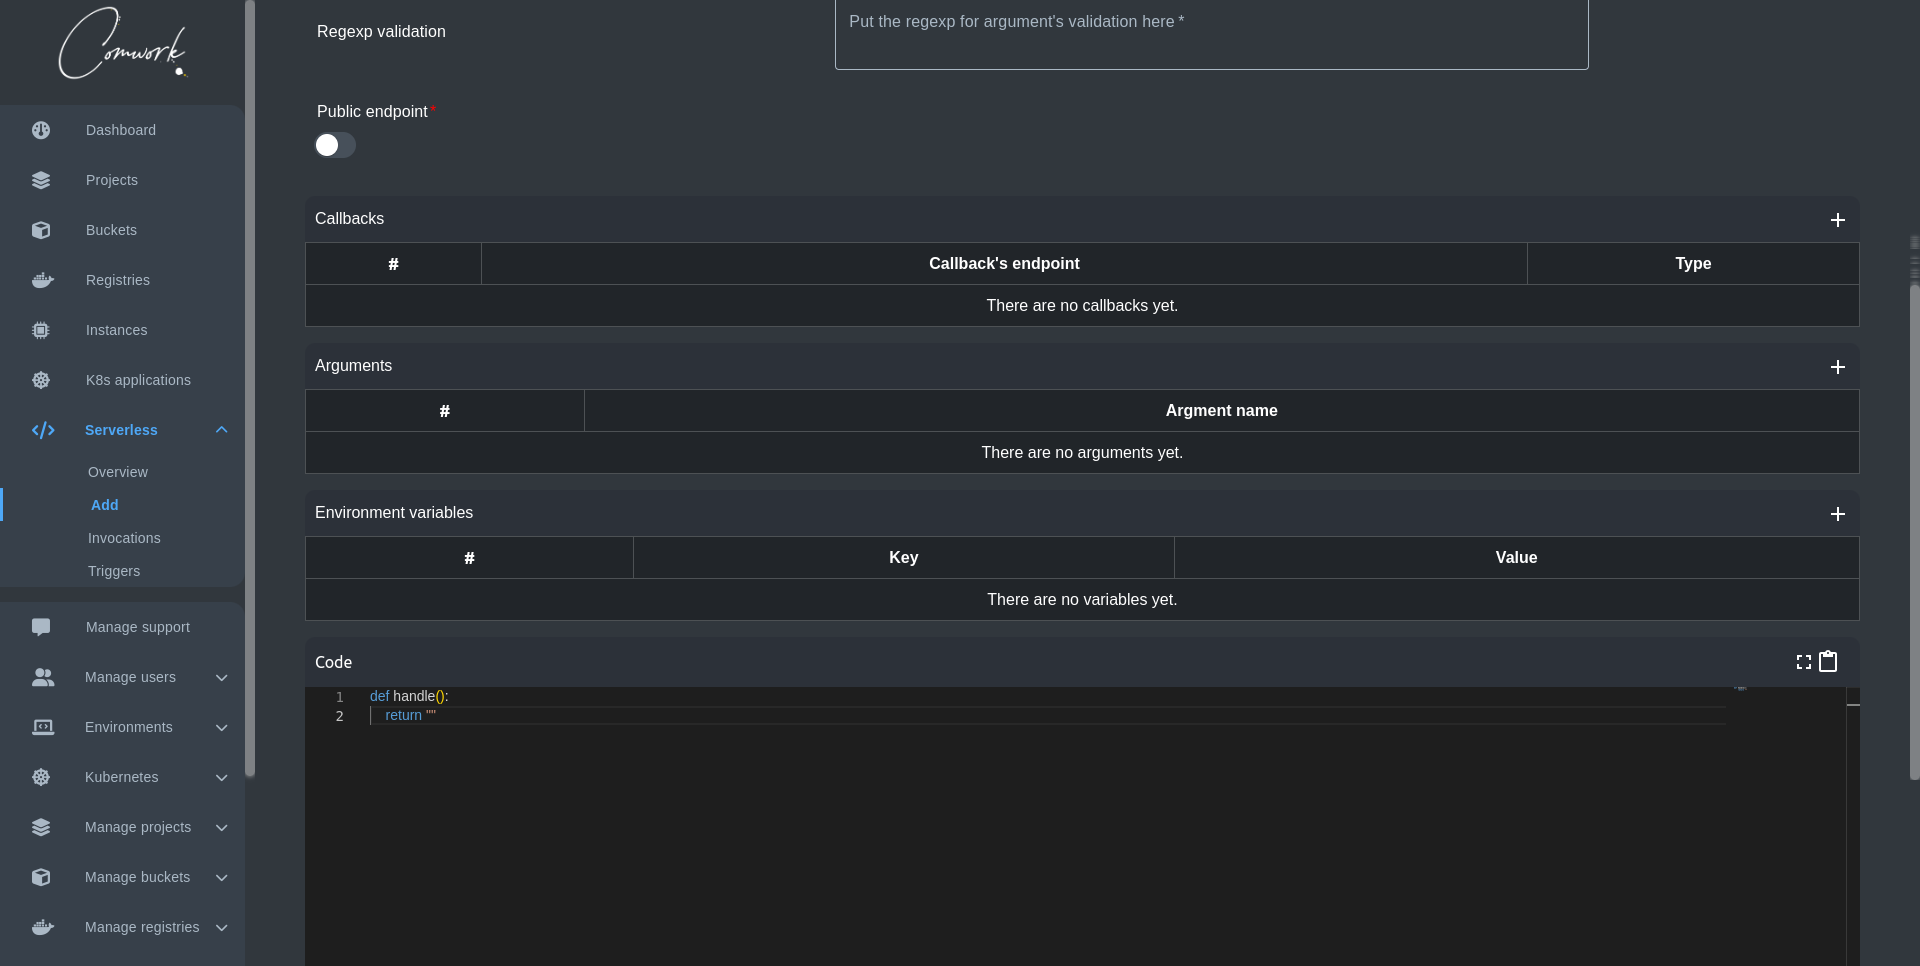 Comwork
Dashboard
Projects
Buckets
Registries
Instances
K8s applications
Serverless
Overview
Add
Invocations
Triggers
Manage support
Manage users
Environments
Kubernetes
Manage projects
Manage buckets
Manage registries
Regexp validation
Put the regexp for argument's validation here *
Public endpoint *
Callbacks
# Callback's endpoint Type
There are no callbacks yet.
Arguments
# Argment name
There are no arguments yet.
Environment variables
# Key Value
There are no variables yet.
Code
1 def handle():
2 return ""